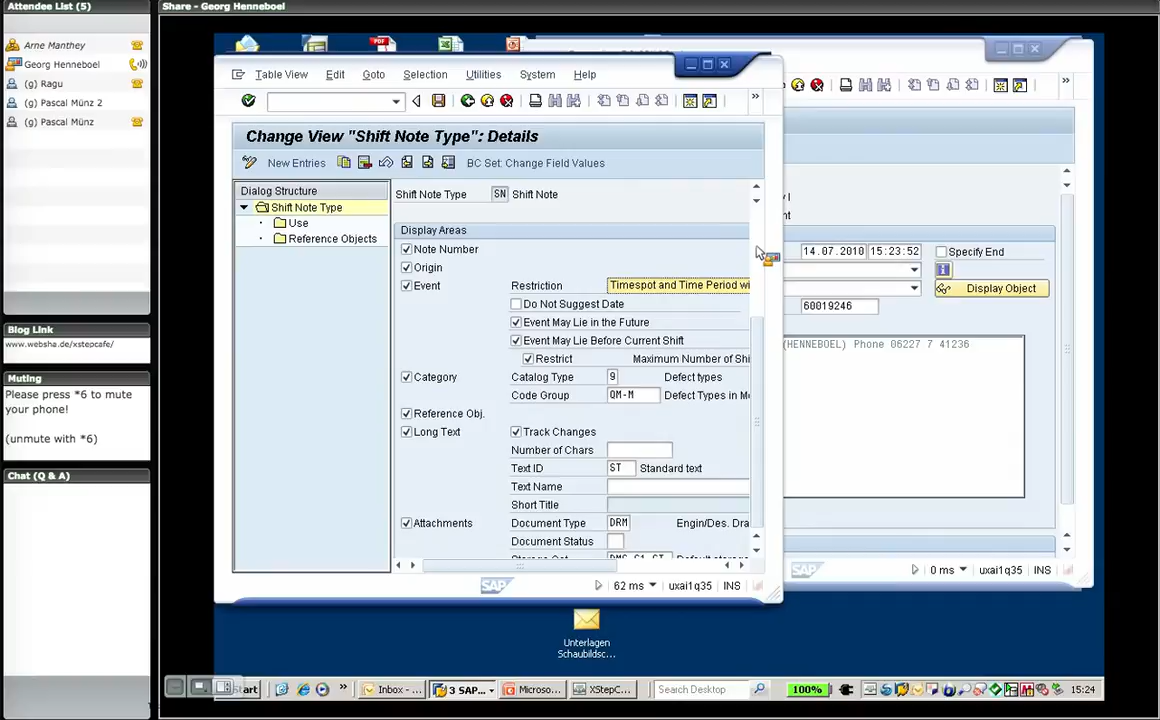 Attendee List (5)
Arne Manthey
Georg Henneboel
(g) Ragu
(g) Pascal Münz 2
(g) Pascal Münz
Blog Link
www.websha.de/xstepcafe/
Muting
Please press *6 to mute
your phone!
(unmute with *6)
Chat (Q & A)
Share - Georg Henneboel
Table View Edit Goto Selection Utilities System Help
Change View "Shift Note Type": Details
New Entries BC Set: Change Field Values
Dialog Structure
Shift Note Type
Use
Reference Objects
Shift Note Type SN Shift Note
Display Areas
Note Number
Origin
Event Restriction Timespot and Time Period wi
Do Not Suggest Date
Event May Lie in the Future
Event May Lie Before Current Shift
Restrict Maximum Number of Shi
Category Catalog Type 9 Defect types
Code Group QM-M Defect Types in M
Reference Obj.
Long Text Track Changes
Number of Chars
Text ID ST Standard text
Text Name
Short Title
Attachments Document Type DRM Engin/Des. Dra
Document Status
SAP 62 ms uxai1q35 INS
14.07.2010 15:23:52 Specify End
Display Object
60019246
(HENNEBOEL) Phone 06227 7 41236
SAP 0 ms uxai1q35 INS
Unterlagen
Schaubildsc...
Start Inbox - ... 3 SAP... Microso... XStepC... Search Desktop 100% 15:24